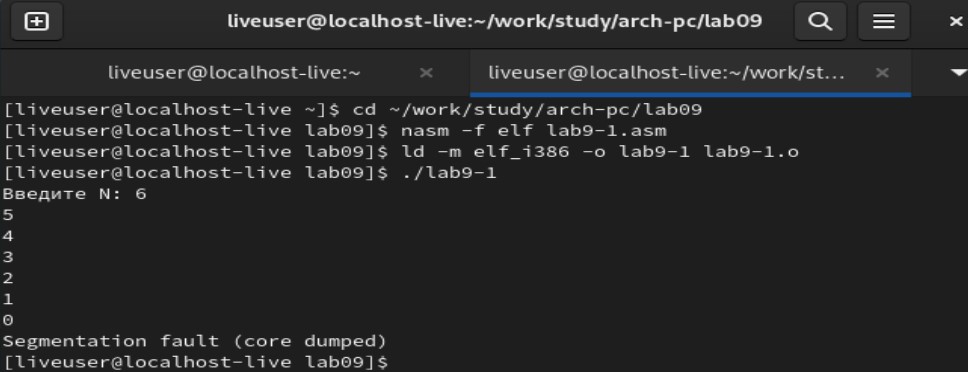 liveuser@localhost-live:~/work/study/arch-pc/lab09
liveuser@localhost-live:~
liveuser@localhost-live:~/work/st...
[liveuser@localhost-live ~]$ cd ~/work/study/arch-pc/lab09
[liveuser@localhost-live lab09]$ nasm -f elf lab9-1.asm
[liveuser@localhost-live lab09]$ ld -m elf_i386 -o lab9-1 lab9-1.o
[liveuser@localhost-live lab09]$ ./lab9-1
Введите N: 6
5
4
3
2
1
0
Segmentation fault (core dumped)
[liveuser@localhost-live lab09]$